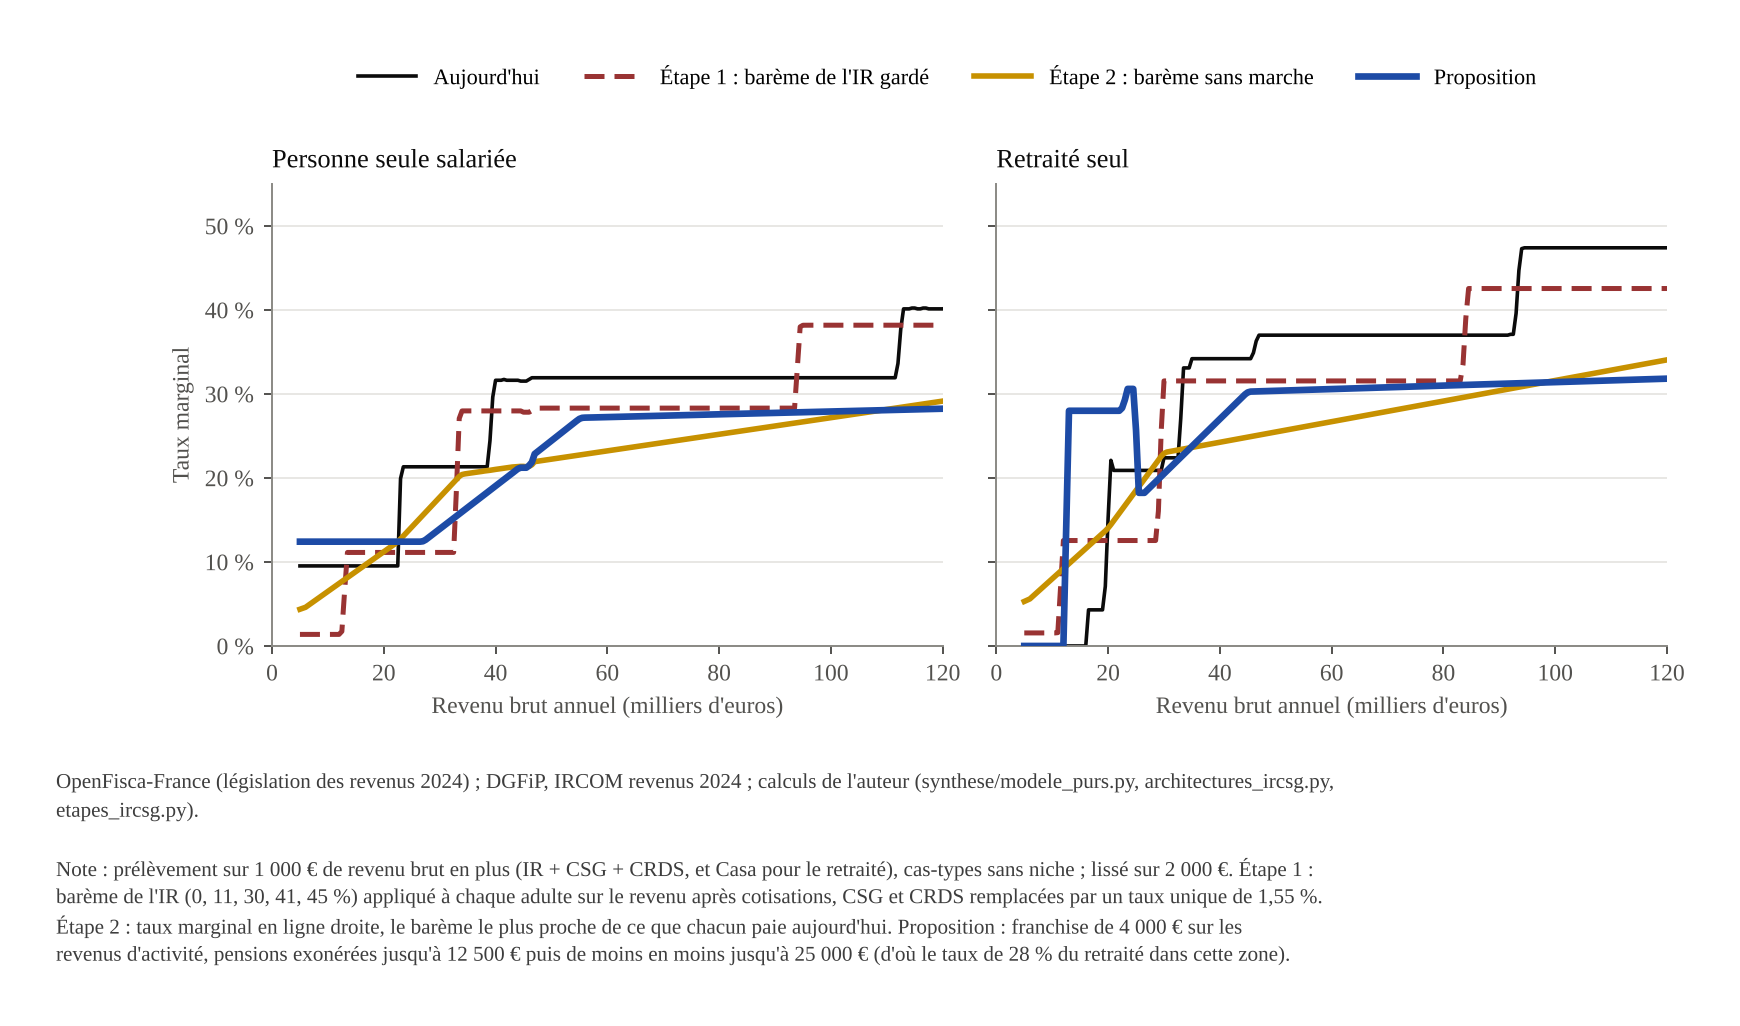 Aujourd'hui
Étape 1 : barème de l'IR gardé
Étape 2 : barème sans marche
Proposition
Personne seule salariée
Retraité seul
Taux marginal
50 %
40 %
30 %
20 %
10 %
0 %
0 20 40 60 80 100 120
0 20 40 60 80 100 120
Revenu brut annuel (milliers d'euros)
Revenu brut annuel (milliers d'euros)
OpenFisca-France (législation des revenus 2024) ; DGFiP, IRCOM revenus 2024 ; calculs de l'auteur (synthese/modele_purs.py, architectures_ircsg.py,
etapes_ircsg.py).
Note : prélèvement sur 1 000 € de revenu brut en plus (IR + CSG + CRDS, et Casa pour le retraité), cas-types sans niche ; lissé sur 2 000 €. Étape 1 :
barème de l'IR (0, 11, 30, 41, 45 %) appliqué à chaque adulte sur le revenu après cotisations, CSG et CRDS remplacées par un taux unique de 1,55 %.
Étape 2 : taux marginal en ligne droite, le barème le plus proche de ce que chacun paie aujourd'hui. Proposition : franchise de 4 000 € sur les
revenus d'activité, pensions exonérées jusqu'à 12 500 € puis de moins en moins jusqu'à 25 000 € (d'où le taux de 28 % du retraité dans cette zone).